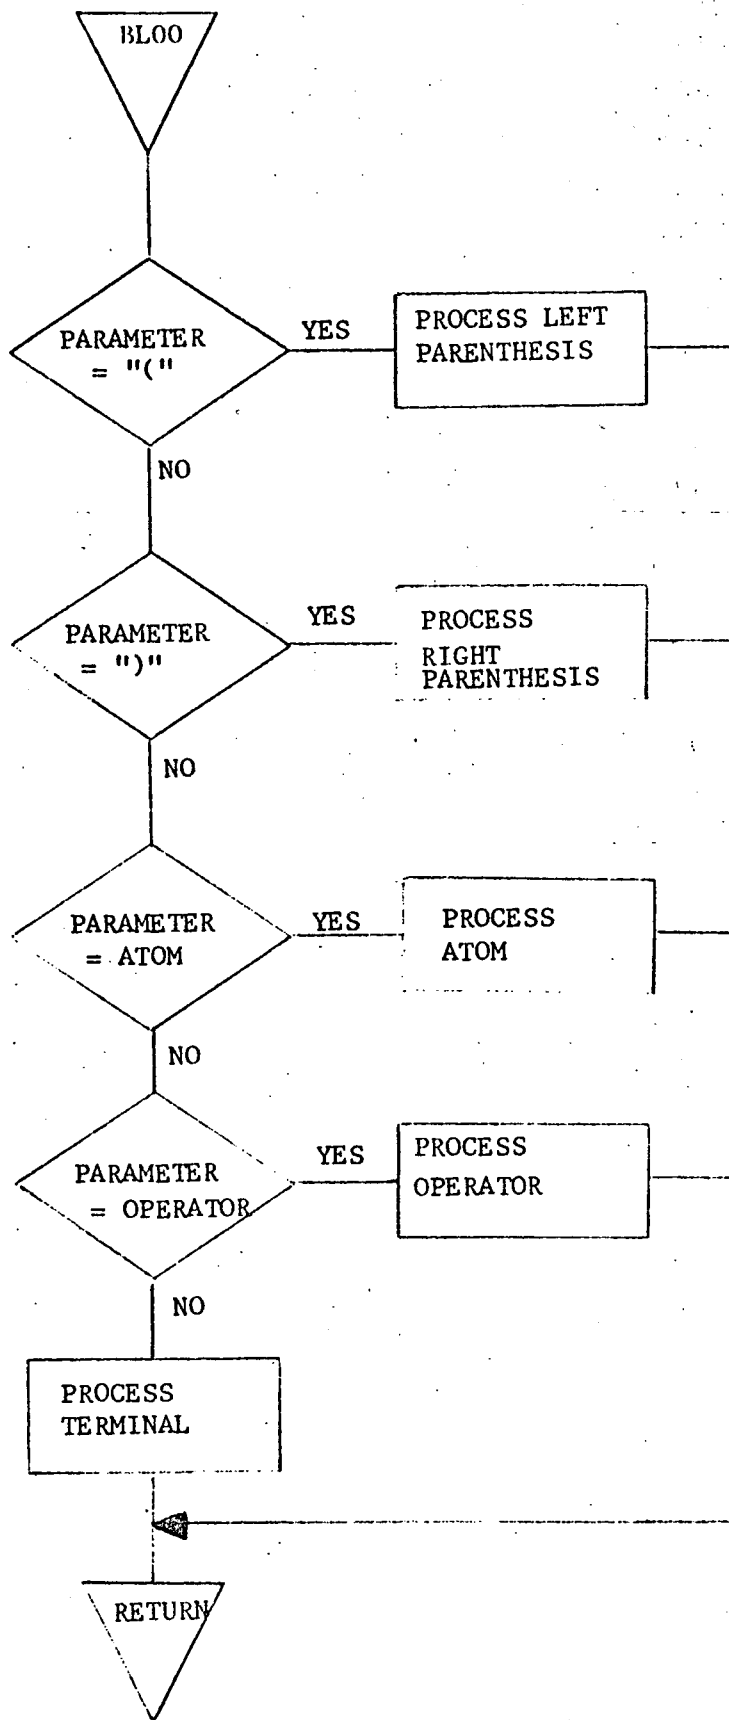 BLOO
PARAMETER
= "("
YES
PROCESS LEFT
PARENTHESIS
NO
PARAMETER
= ")"
YES
PROCESS
RIGHT
PARENTHESIS
NO
PARAMETER
= ATOM
YES
PROCESS
ATOM
NO
PARAMETER
= OPERATOR
YES
PROCESS
OPERATOR
NO
PROCESS
TERMINAL
RETURN